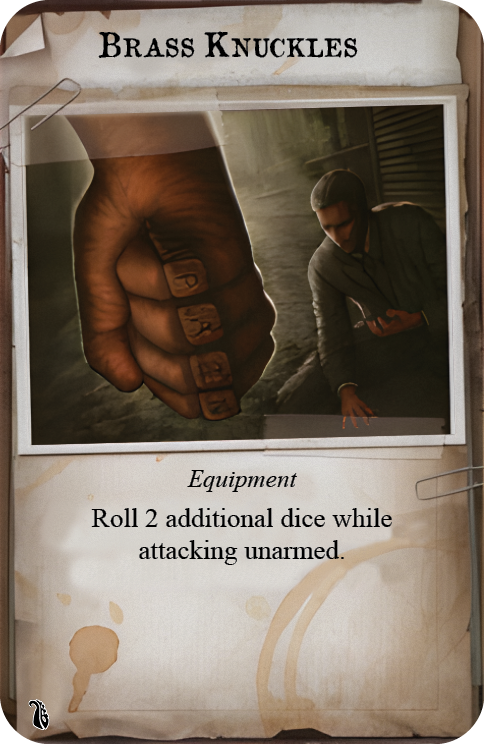 Brass Knuckles
Equipment
Roll 2 additional dice while
attacking unarmed.